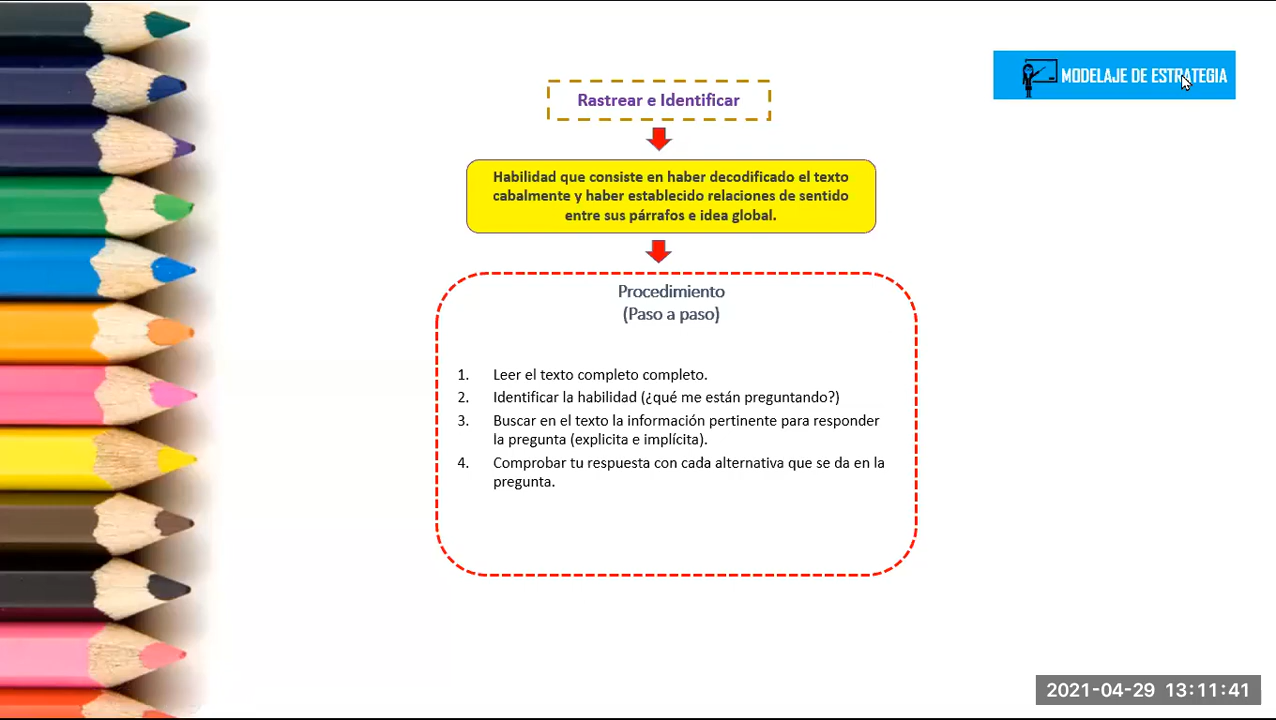 MODELAJE DE ESTRATEGIA
Rastrear e Identificar
Habilidad que consiste en haber decodificado el texto
cabalmente y haber establecido relaciones de sentido
entre sus párrafos e idea global.
Procedimiento
(Paso a paso)
1. Leer el texto completo completo.
2. Identificar la habilidad (¿qué me están preguntando?)
3. Buscar en el texto la información pertinente para responder
la pregunta (explicita e implícita).
4. Comprobar tu respuesta con cada alternativa que se da en la
pregunta.
2021-04-29 13:11:41